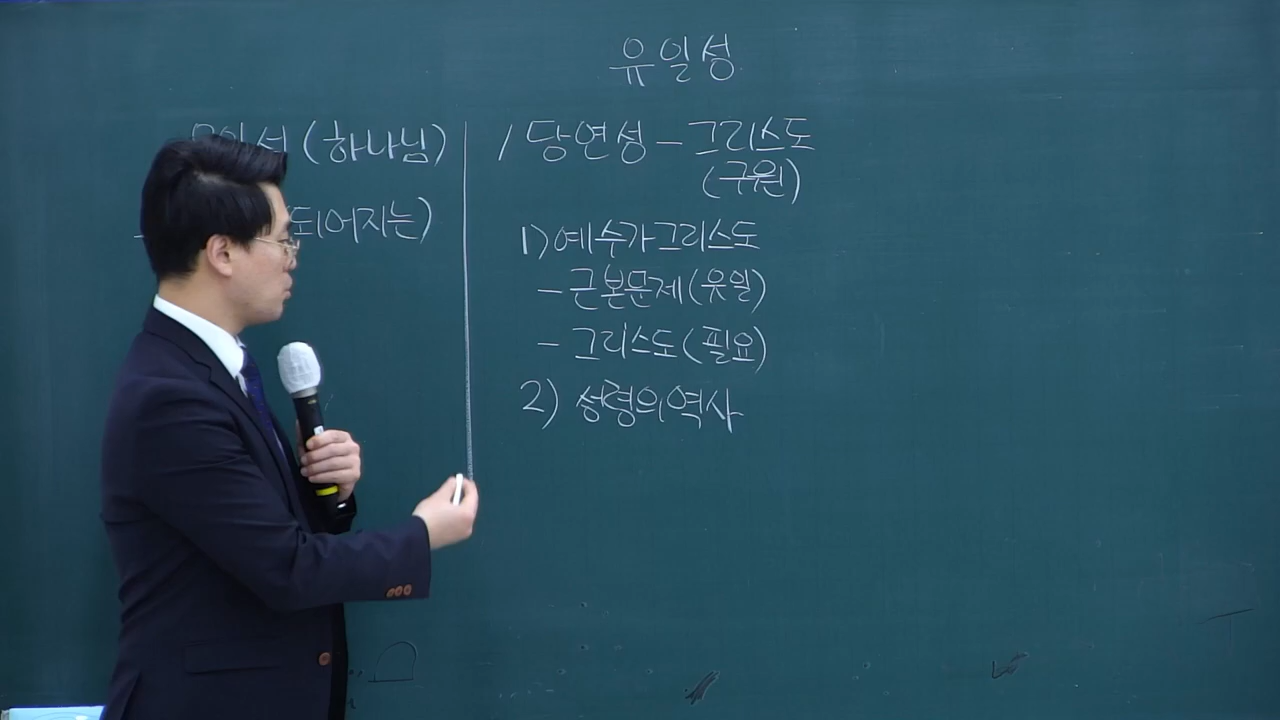 유일성
(하나님)
되어지는)
1 당연성 - 그리스도
(구원)
1) 예수가 그리스도
- 근본문제 (유일)
- 그리스도 (필요)
2) 성령의 역사